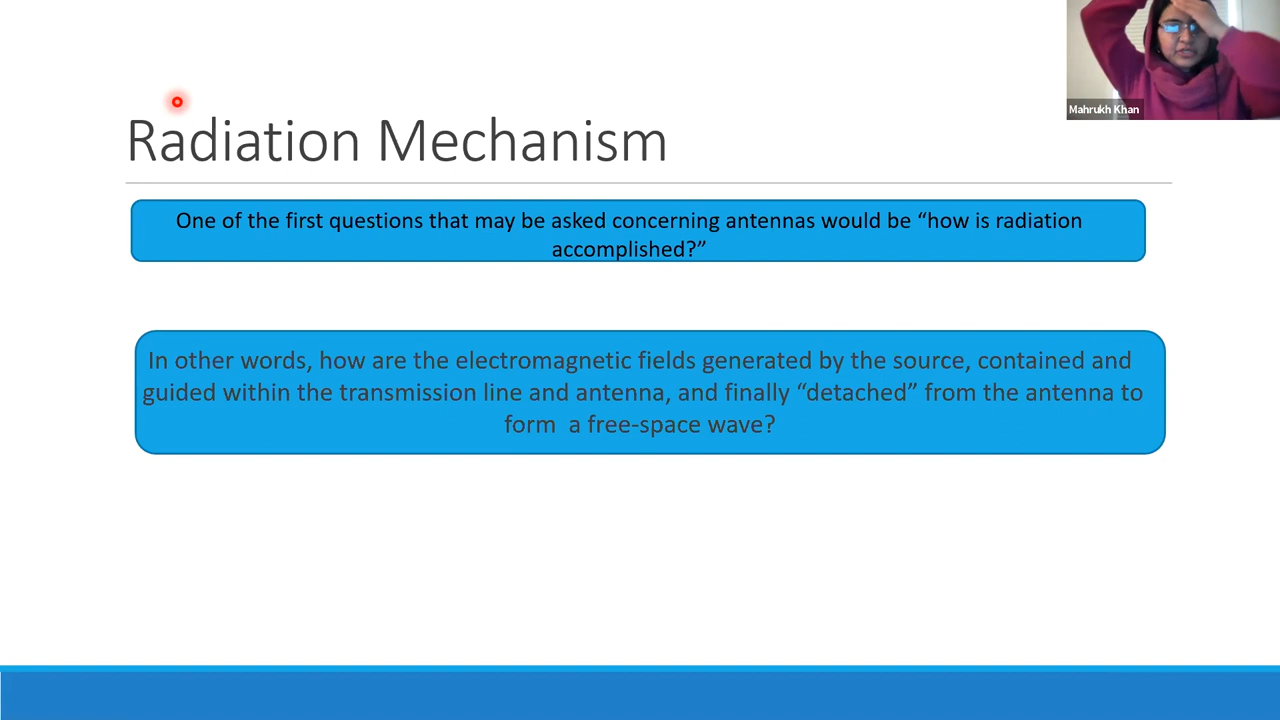 Mahrukh Khan
Radiation Mechanism
One of the first questions that may be asked concerning antennas would be “how is radiation
accomplished?”
In other words, how are the electromagnetic fields generated by the source, contained and
guided within the transmission line and antenna, and finally “detached” from the antenna to
form  a free-space wave?